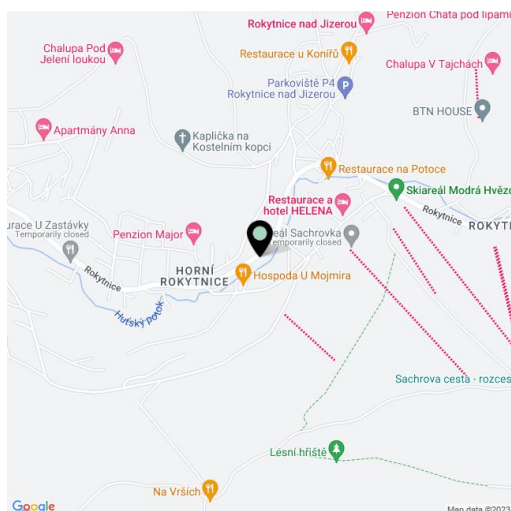 Rokytnice nad Jizerou
Penzion Chata pod lipami
Chalupa Pod
Jelení loukou
Restaurace u Konířů
Chalupa V Tajchách
Parkoviště P4
Rokytnice nad Jizerou
P
BTN HOUSE
Apartmány Anna
Kaplička na
Kostelním kopci
Restaurace na Potoce
Skiareál Modrá Hvězd
Restaurace a
hotel HELENA
Rokytnice
ROKYT
urace U Zastávky
Temporarily closed
Penzion Major
eál Sachrovka
Temporarily closed
Rokytnice
HORNÍ
ROKYTNICE
Hospoda U Mojmira
Huťský potok
Sachrova cesta - rozces
Lesní hřiště
Na Vrších
Google
Map data ©2023